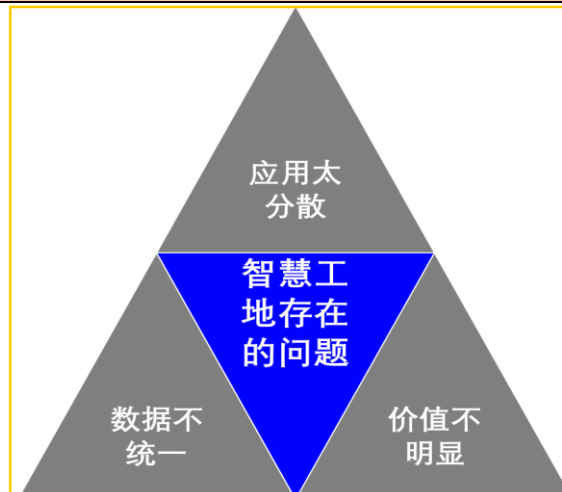 应用太
分散
智慧工
地存在
的问题
数据不
统一
价值不
明显